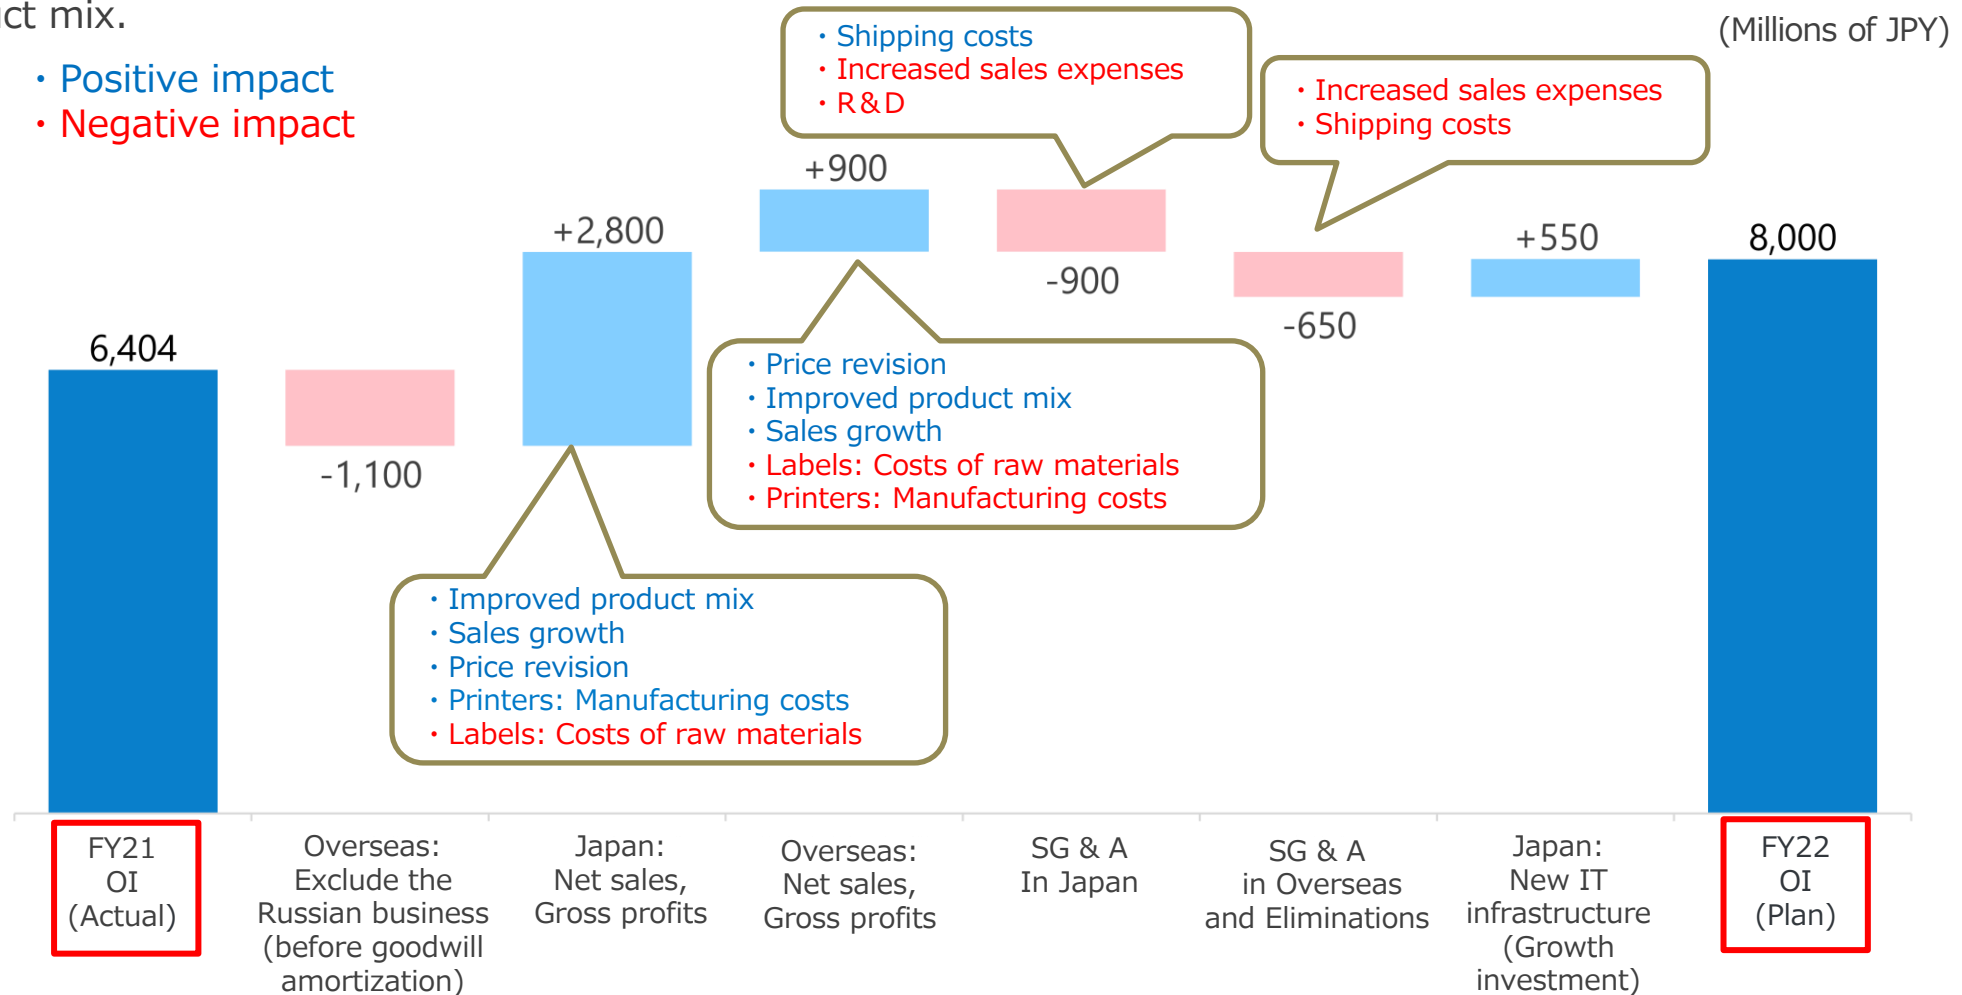 uct mix.
(Millions of JPY)
・Positive impact
・Negative impact
・Shipping costs
・Increased sales expenses
・R&D
・Increased sales expenses
・Shipping costs
6,404
-1,100
+2,800
+900
-900
-650
+550
8,000
・Price revision
・Improved product mix
・Sales growth
・Labels: Costs of raw materials
・Printers: Manufacturing costs
・Improved product mix
・Sales growth
・Price revision
・Printers: Manufacturing costs
・Labels: Costs of raw materials
FY21
OI
(Actual)
Overseas:
Exclude the
Russian business
(before goodwill
amortization)
Japan:
Net sales,
Gross profits
Overseas:
Net sales,
Gross profits
SG & A
In Japan
SG & A
in Overseas
and Eliminations
Japan:
New IT
infrastructure
(Growth
investment)
FY22
OI
(Plan)